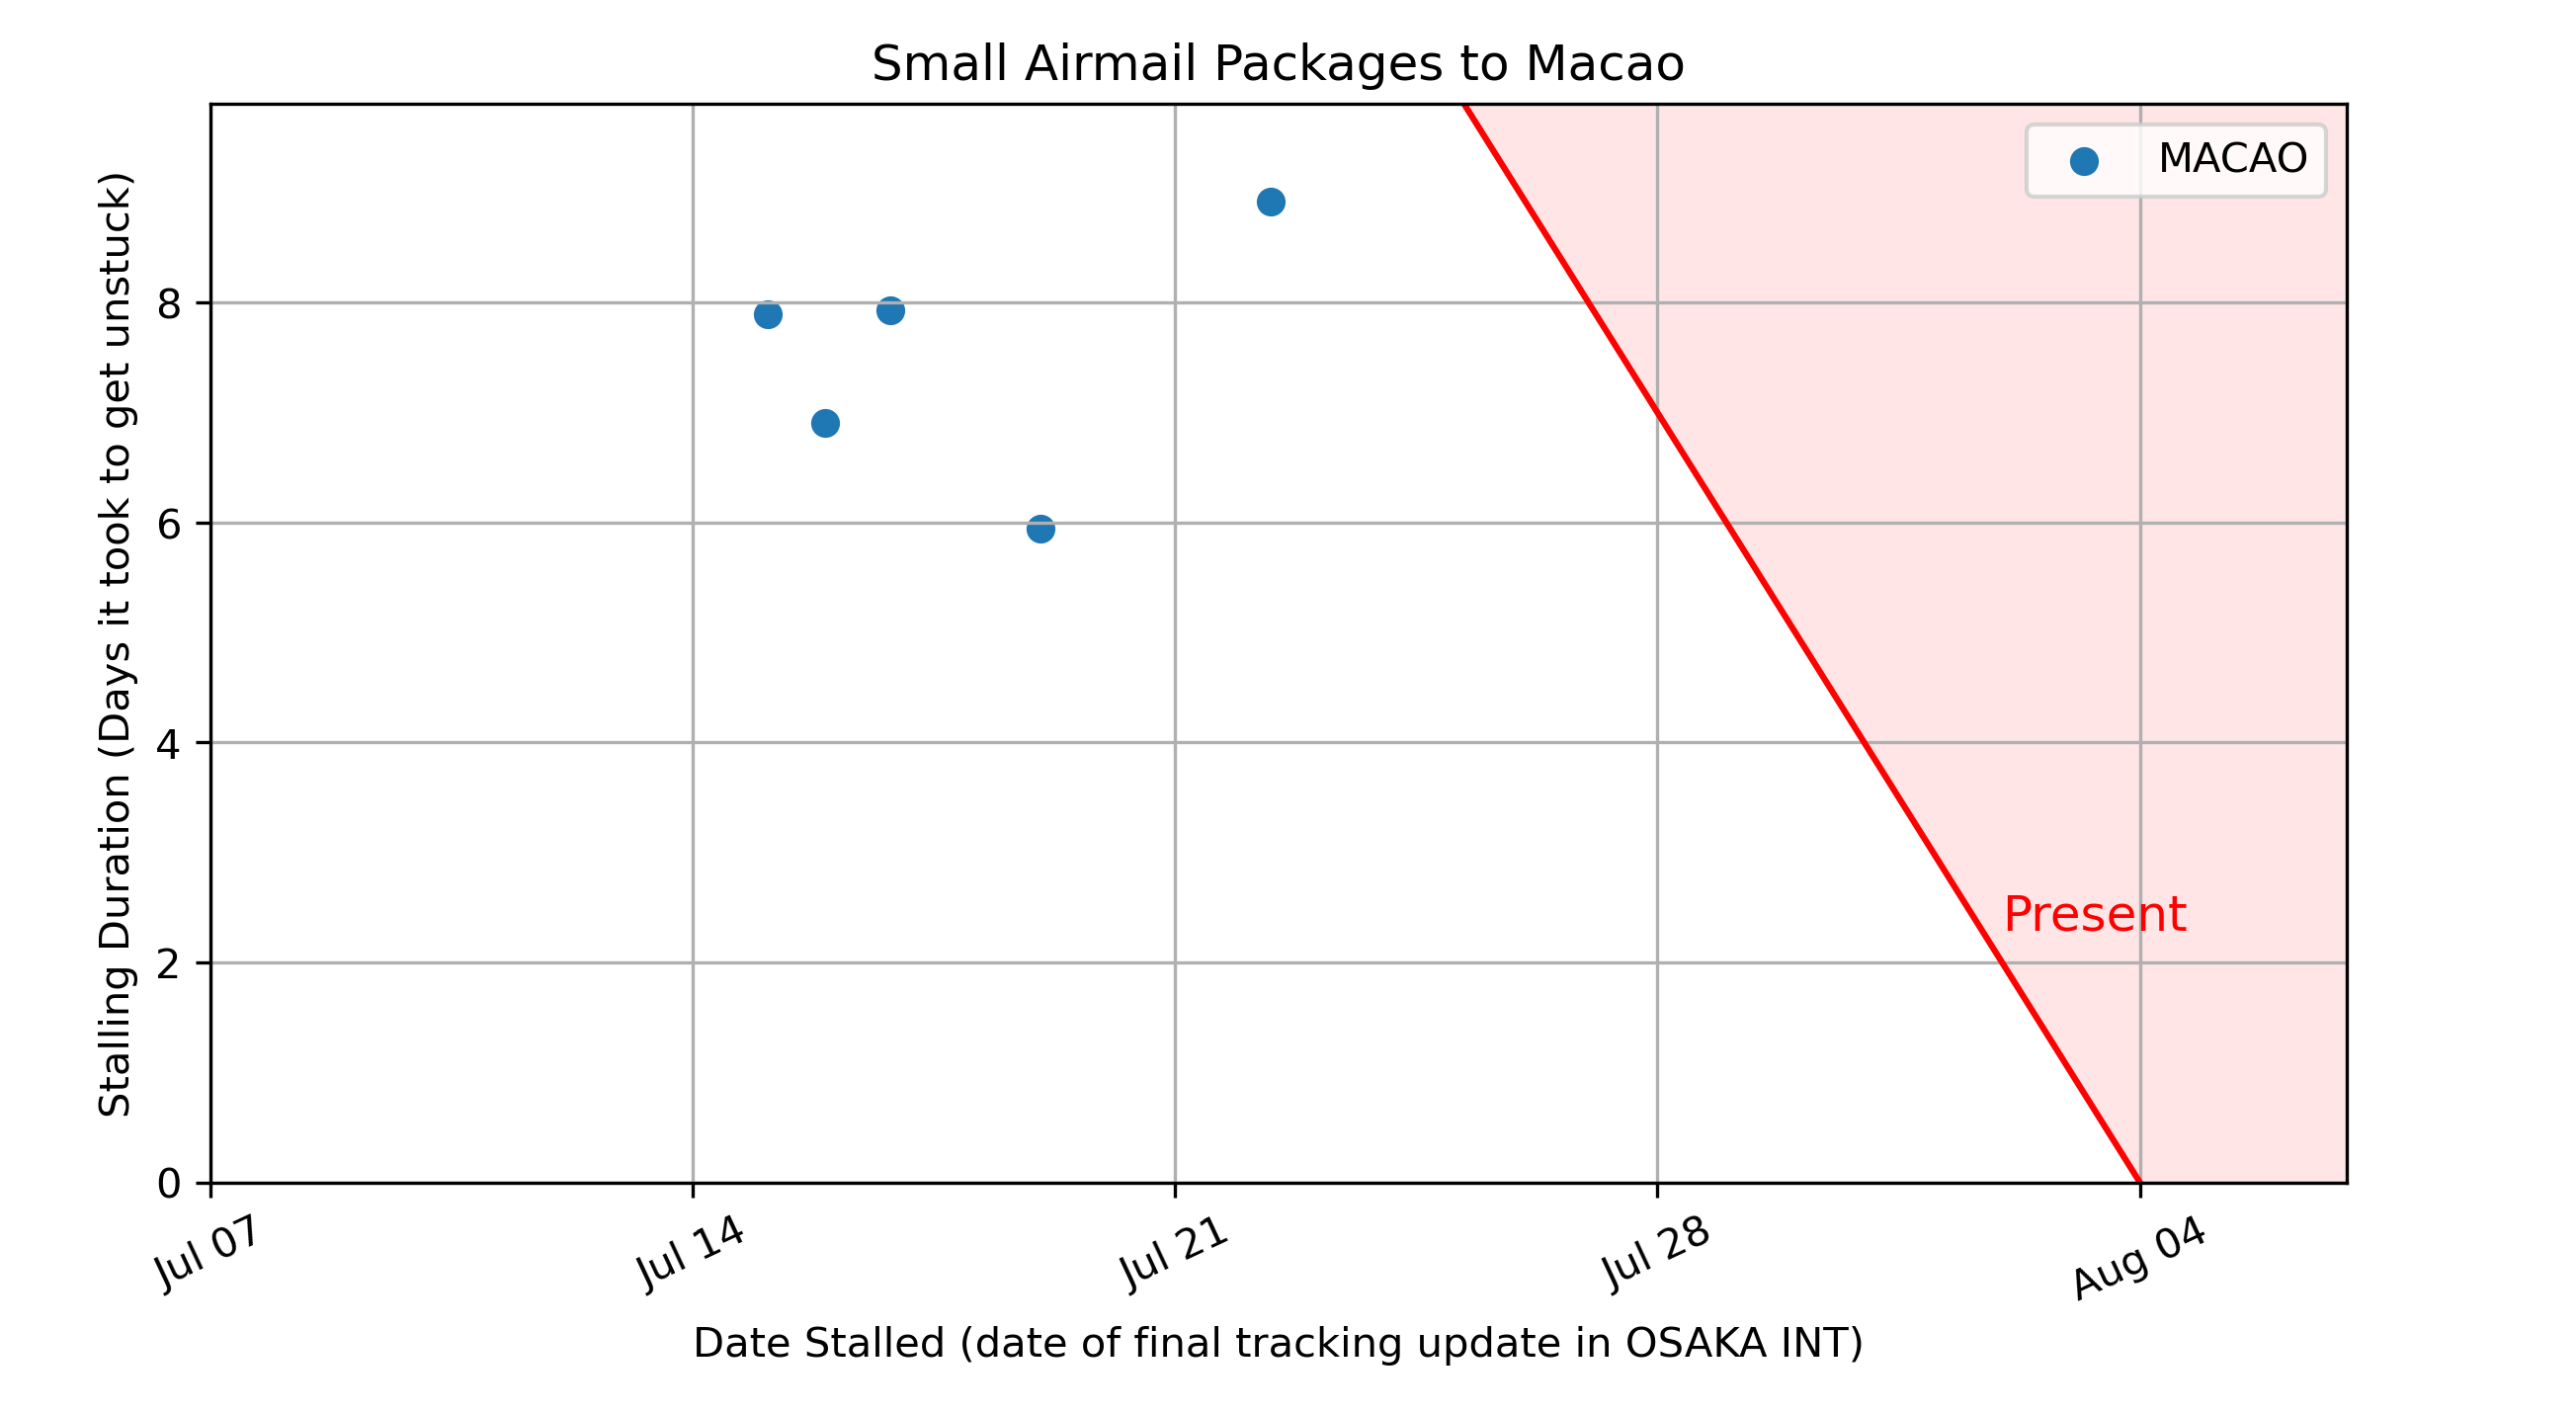 Small Airmail Packages to Macao
MACAO
Stalling Duration (Days it took to get unstuck)
8
6
4
2
0
Present
Jul 07
Jul 14
Jul 21
Jul 28
Aug 04
Date Stalled (date of final tracking update in OSAKA INT)